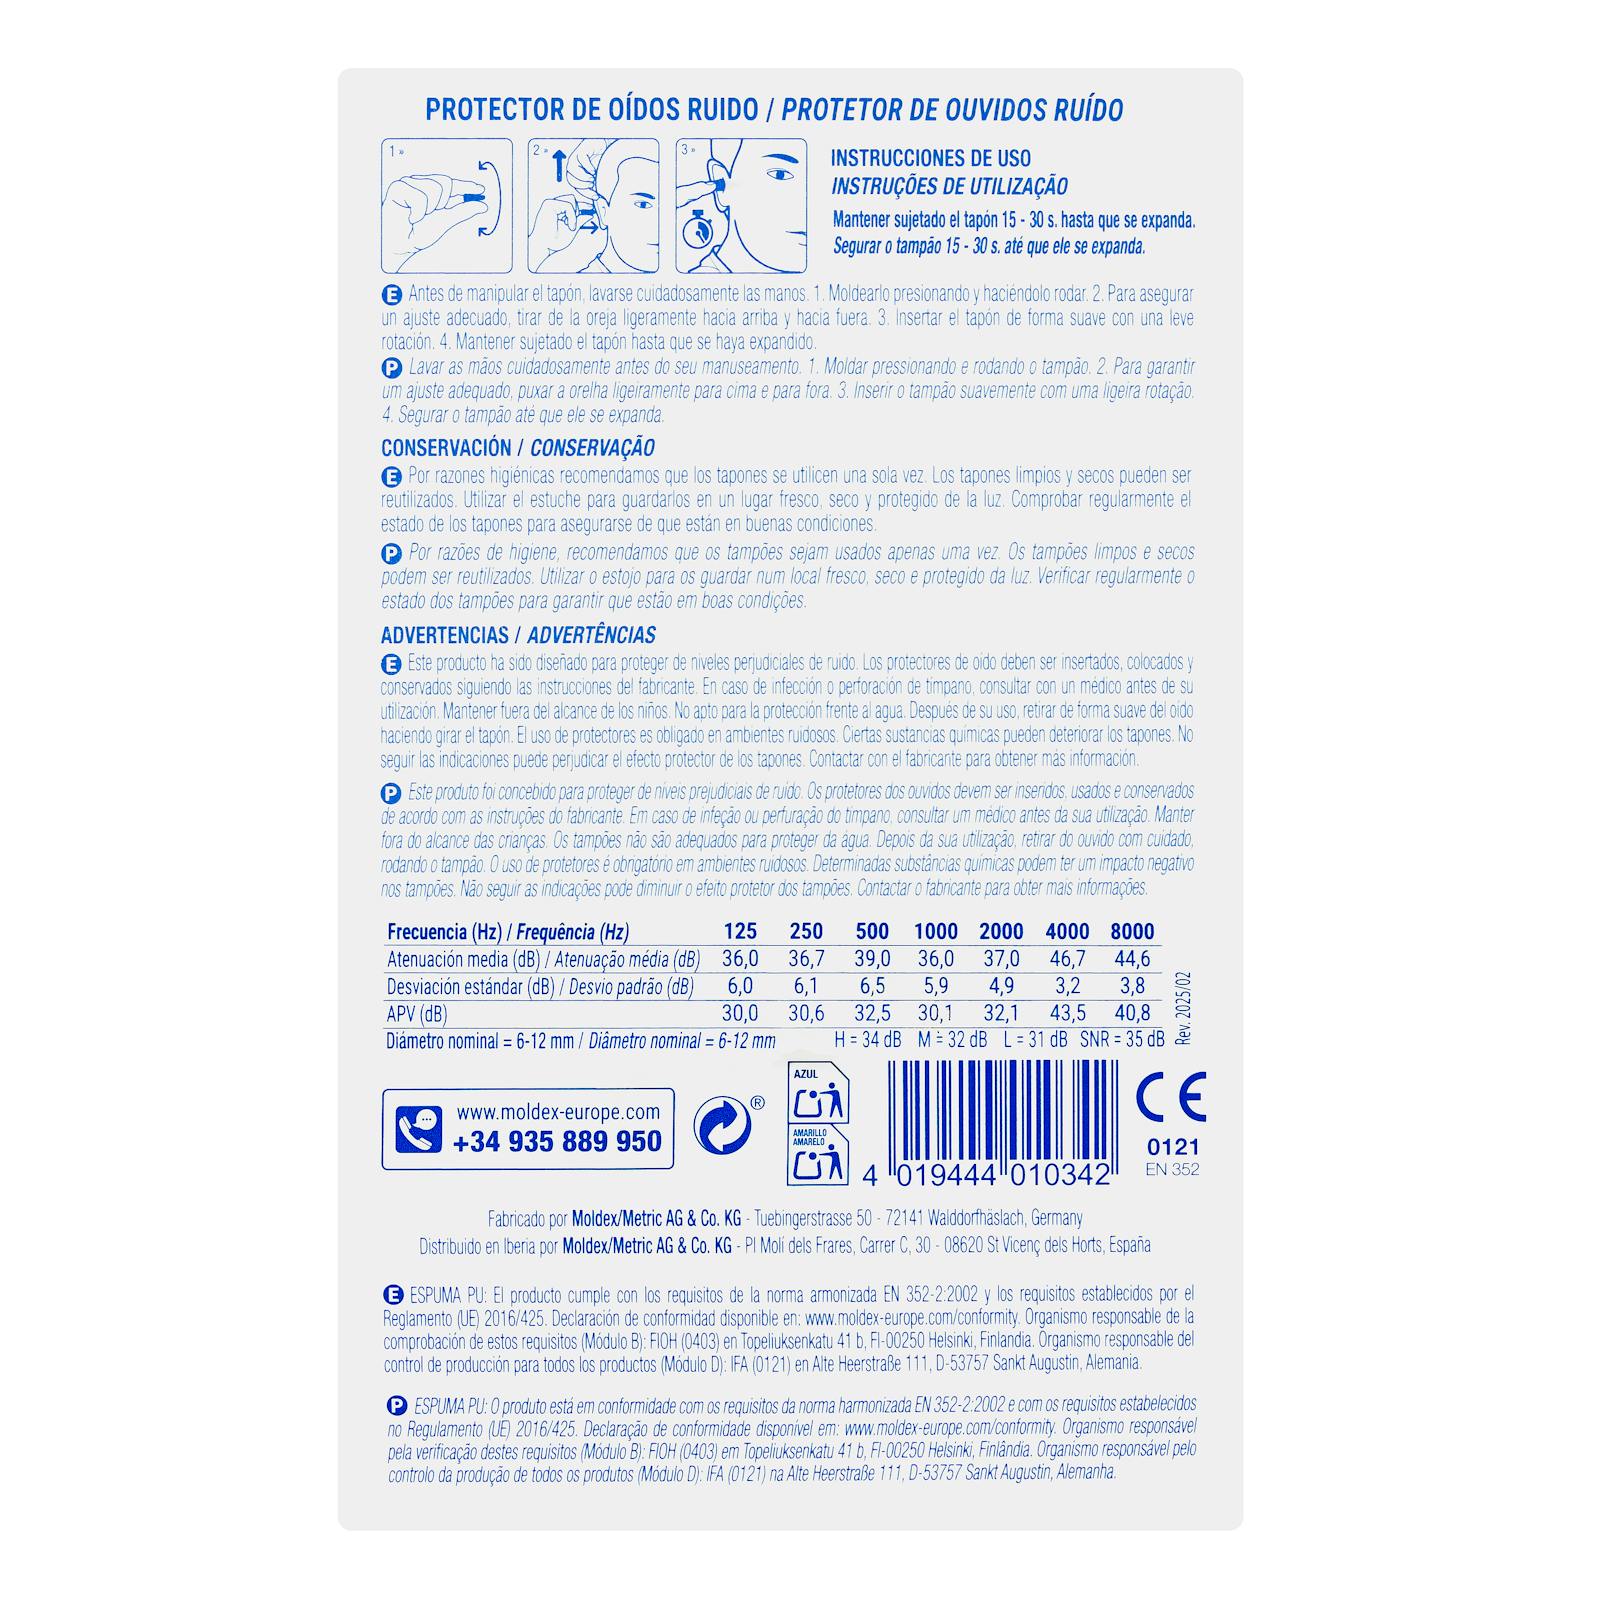 PROTECTOR DE OÍDOS RUIDO / PROTETOR DE OUVIDOS RUÍDO
1 »
2 »
3 »
INSTRUCCIONES DE USO
INSTRUÇÕES DE UTILIZAÇÃO
Mantener sujetado el tapón 15 - 30 s. hasta que se expanda.
Segurar o tampão 15 - 30 s. até que ele se expanda.
E Antes de manipular el tapón, lavarse cuidadosamente las manos. 1. Moldearlo presionando y haciéndolo rodar. 2. Para asegurar
un ajuste adecuado, tirar de la oreja ligeramente hacia arriba y hacia fuera. 3. Insertar el tapón de forma suave con una leve
rotación. 4. Mantener sujetado el tapón hasta que se haya expandido.
P Lavar as mãos cuidadosamente antes do seu manuseamento. 1. Moldar pressionando e rodando o tampão. 2. Para garantir
um ajuste adequado, puxar a orelha ligeiramente para cima e para fora. 3. Inserir o tampão suavemente com uma ligeira rotação.
4. Segurar o tampão até que ele se expanda.
CONSERVACIÓN / CONSERVAÇÃO
E Por razones higiénicas recomendamos que los tapones se utilicen una sola vez. Los tapones limpios y secos pueden ser
reutilizados. Utilizar el estuche para guardarlos en un lugar fresco, seco y protegido de la luz. Comprobar regularmente el
estado de los tapones para asegurarse de que están en buenas condiciones.
P Por razões de higiene, recomendamos que os tampões sejam usados apenas uma vez. Os tampões limpos e secos
podem ser reutilizados. Utilizar o estojo para os guardar num local fresco, seco e protegido da luz. Verificar regularmente o
estado dos tampões para garantir que estão em boas condições.
ADVERTENCIAS / ADVERTÊNCIAS
E Este producto ha sido diseñado para proteger de niveles perjudiciales de ruido. Los protectores de oido deben ser insertados, colocados y
conservados siguiendo las instrucciones del fabricante. En caso de infección o perforación de tímpano, consultar con un médico antes de su
utilización. Mantener fuera del alcance de los niños. No apto para la protección frente al agua. Después de su uso, retirar de forma suave del oido
haciendo girar el tapón. El uso de protectores es obligado en ambientes ruidosos. Ciertas sustancias químicas pueden deteriorar los tapones. No
seguir las indicaciones puede perjudicar el efecto protector de los tapones. Contactar con el fabricante para obtener más información.
P Este produto foi concebido para proteger de níveis prejudiciais de ruído. Os protetores dos ouvidos devem ser inseridos, usados e conservados
de acordo com as instruções do fabricante. Em caso de infeção ou perfuração do tímpano, consultar um médico antes da sua utilização. Manter
fora do alcance das crianças. Os tampões não são adequados para proteger da água. Depois da sua utilização, retirar do ouvido com cuidado,
rodando o tampão. O uso de protetores é obrigatório em ambientes ruidosos. Determinadas substâncias químicas podem ter um impacto negativo
nos tampões. Não seguir as indicações pode diminuir o efeito protetor dos tampões. Contactar o fabricante para obter mais informações.
Frecuencia (Hz) / Frequência (Hz) 125 250 500 1000 2000 4000 8000
Atenuación media (dB) / Atenuação média (dB) 36,0 36,7 39,0 36,0 37,0 46,7 44,6
Desviación estándar (dB) / Desvio padrão (dB) 6,0 6,1 6,5 5,9 4,9 3,2 3,8
APV (dB) 30,0 30,6 32,5 30,1 32,1 43,5 40,8
Diámetro nominal = 6-12 mm / Diâmetro nominal = 6-12 mm H = 34 dB M = 32 dB L = 31 dB SNR = 35 dB
Rev. 2025/02
www.moldex-europe.com
+34 935 889 950
®
AZUL
AMARILLO
AMARELO
4 019444 010342
CE
0121
EN 352
Fabricado por Moldex/Metric AG & Co. KG - Tuebingerstrasse 50 - 72141 Walddorfhäslach, Germany
Distribuido en Iberia por Moldex/Metric AG & Co. KG - Pl Molí dels Frares, Carrer C, 30 - 08620 St Vicenç dels Horts, España
E ESPUMA PU: El producto cumple con los requisitos de la norma armonizada EN 352-2:2002 y los requisitos establecidos por el
Reglamento (UE) 2016/425. Declaración de conformidad disponible en: www.moldex-europe.com/conformity. Organismo responsable de la
comprobación de estos requisitos (Módulo B): FIOH (0403) en Topeliuksenkatu 41 b, FI-00250 Helsinki, Finlandia. Organismo responsable del
control de producción para todos los productos (Módulo D): IFA (0121) en Alte Heerstraße 111, D-53757 Sankt Augustin, Alemania.
P ESPUMA PU: O produto está em conformidade com os requisitos da norma harmonizada EN 352-2:2002 e com os requisitos estabelecidos
no Regulamento (UE) 2016/425. Declaração de conformidade disponível em: www.moldex-europe.com/conformity. Organismo responsável
pela verificação destes requisitos (Módulo B): FIOH (0403) em Topeliuksenkatu 41 b, FI-00250 Helsinki, Finlândia. Organismo responsável pelo
controlo da produção de todos os produtos (Módulo D): IFA (0121) na Alte Heerstraße 111, D-53757 Sankt Augustin, Alemanha.